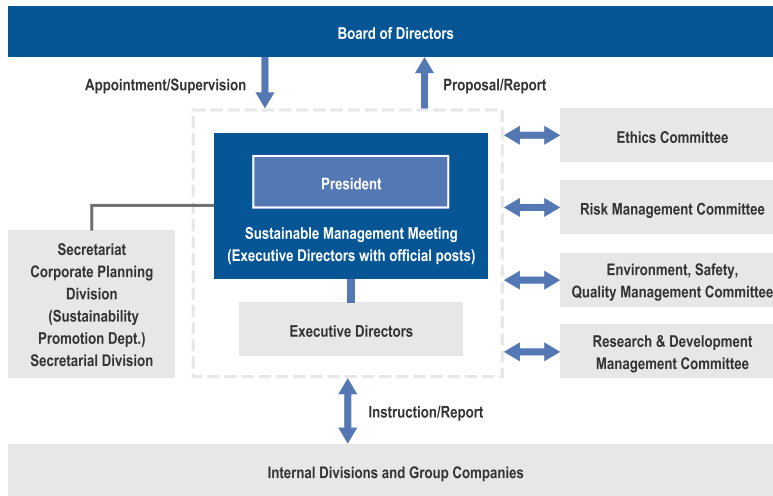 Board of Directors
Appointment/Supervision
Proposal/Report
President
Sustainable Management Meeting
(Executive Directors with official posts)
Executive Directors
Secretariat
Corporate Planning
Division
(Sustainability
Promotion Dept.)
Secretarial Division
Ethics Committee
Risk Management Committee
Environment, Safety,
Quality Management Committee
Research & Development
Management Committee
Instruction/Report
Internal Divisions and Group Companies